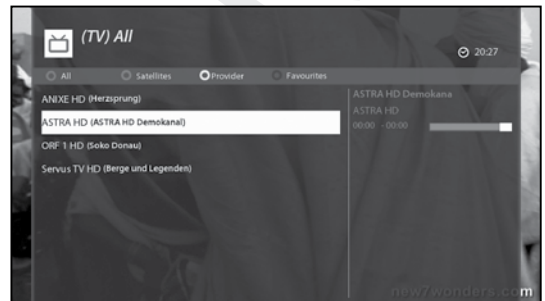 (TV) All
20:27
All Satellites Provider Favourites
ANIXE HD (Herzsprung)
ASTRA HD (ASTRA HD Demokanal)
ORF 1 HD (Soko Donau)
Servus TV HD (Berge und Legenden)
ASTRA HD Demokana
ASTRA HD
00:00 - 00:00
new7wonders.com